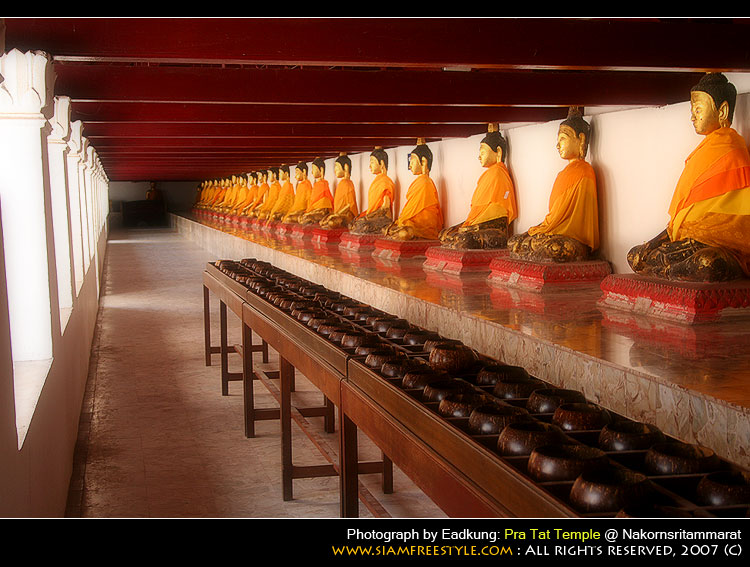 Photograph by Eadkung: Pra Tat Temple @ Nakornsritammarat
www.siamfreestyle.com : All rights reserved, 2007 (C)